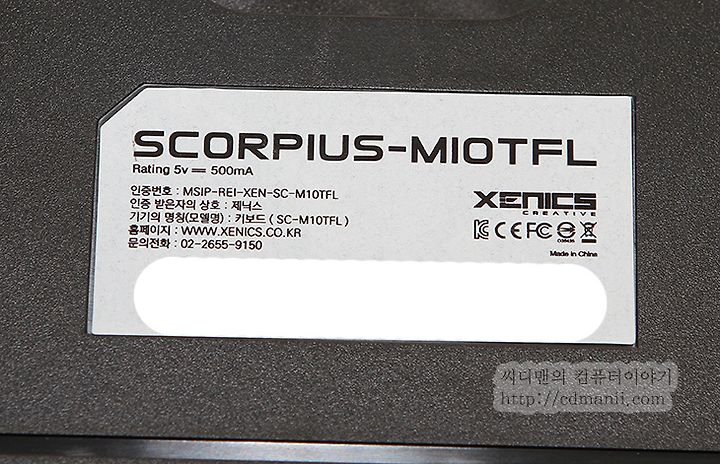 SCORPIUS-M10TFL
Rating 5v ⎓ 500mA
인증번호 : MSIP-REI-XEN-SC-M10TFL
인증 받은자의 상호 : 제닉스
기기의 명칭(모델명) : 키보드 ( SC-M10TFL )
홈페이지 : WWW.XENICS.CO.KR
문의전화 : 02-2655-9150
XENICS
CREATIVE
CE FC
Made in China
씨디맨의 컴퓨터이야기
http://cdmanii.com